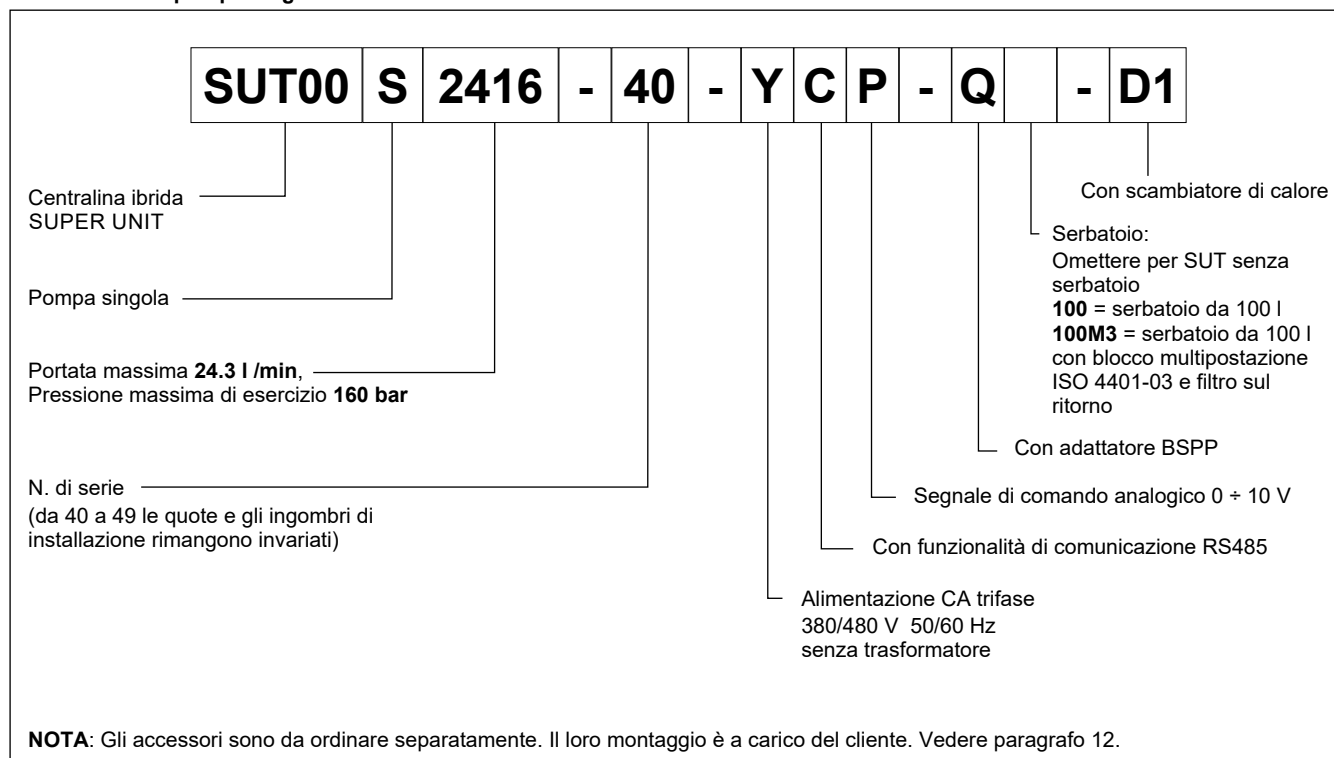 SUT00 S 2416 - 40 - Y C P - Q - D1
Centralina ibrida
SUPER UNIT
Pompa singola
Portata massima 24.3 l /min,
Pressione massima di esercizio 160 bar
N. di serie
(da 40 a 49 le quote e gli ingombri di
installazione rimangono invariati)
Con scambiatore di calore
Serbatoio:
Omettere per SUT senza
serbatoio
100 = serbatoio da 100 l
100M3 = serbatoio da 100 l
con blocco multipostazione
ISO 4401-03 e filtro sul
ritorno
Con adattatore BSPP
Segnale di comando analogico 0 ÷ 10 V
Con funzionalità di comunicazione RS485
Alimentazione CA trifase
380/480 V 50/60 Hz
senza trasformatore
NOTA: Gli accessori sono da ordinare separatamente. Il loro montaggio è a carico del cliente. Vedere paragrafo 12.